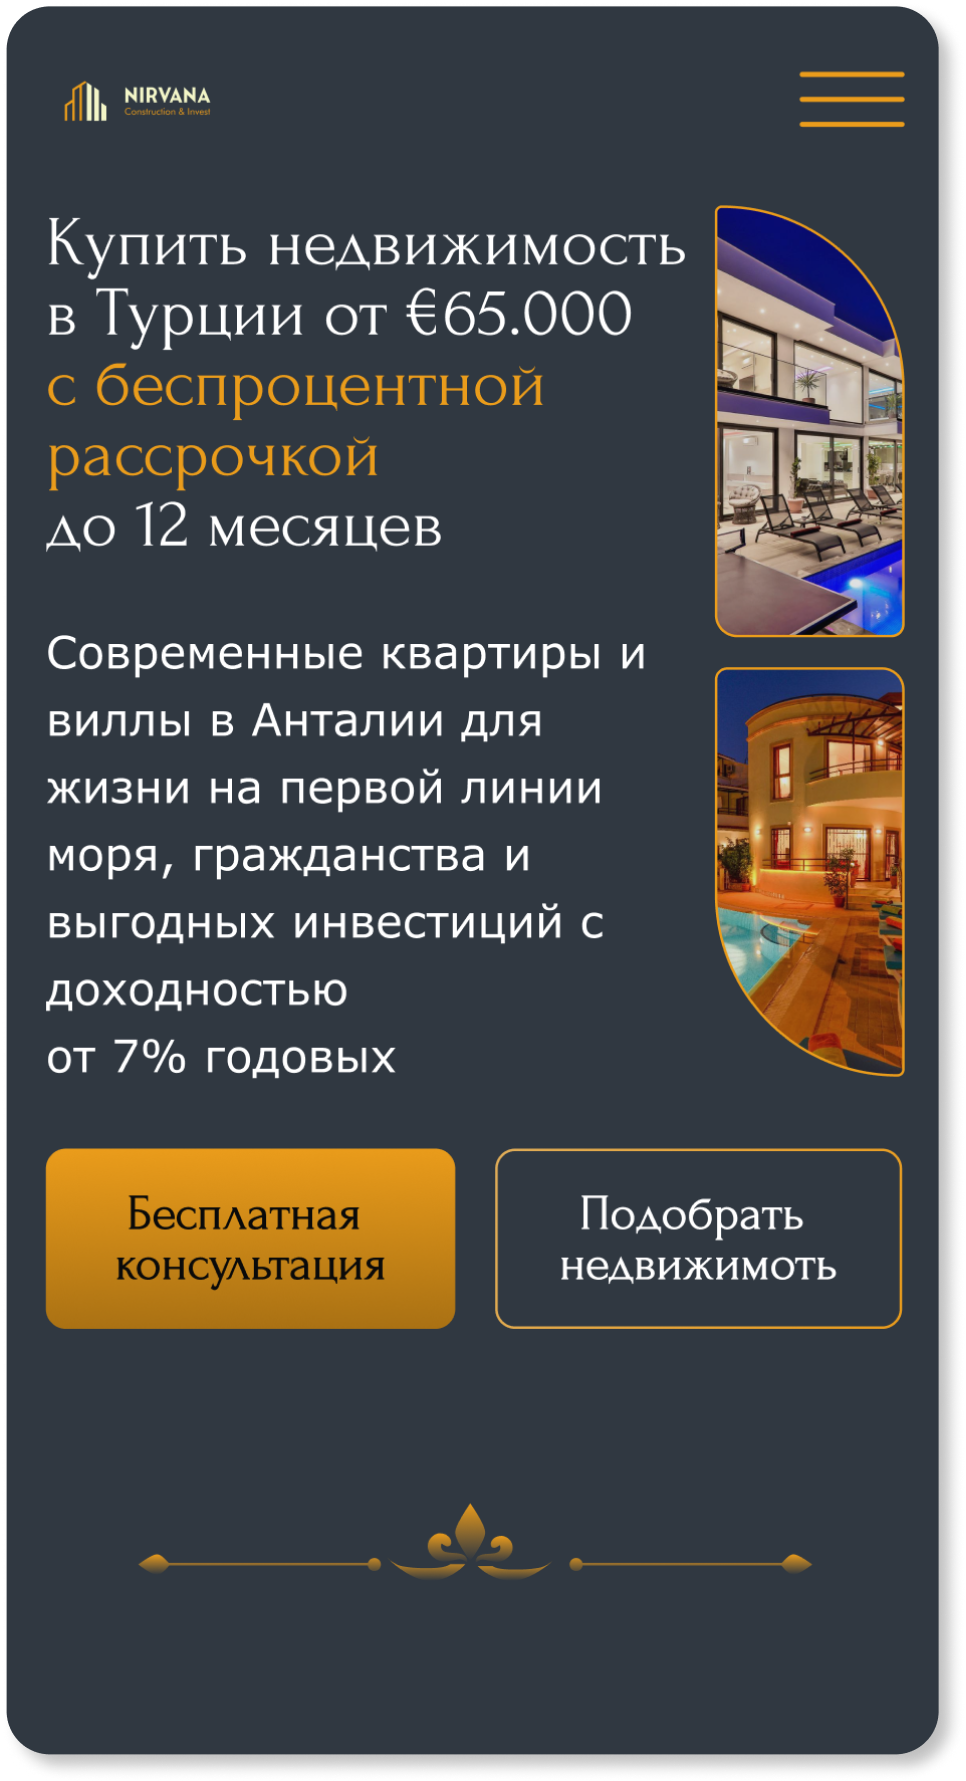 NIRVANA
Construction & Invest
Купить недвижимость
в Турции от €65.000
с беспроцентной
рассрочкой
до 12 месяцев
Современные квартиры и
виллы в Анталии для
жизни на первой линии
моря, гражданства и
выгодных инвестиций с
доходностью
от 7% годовых
Бесплатная
консультация
Подобрать
недвижимоть